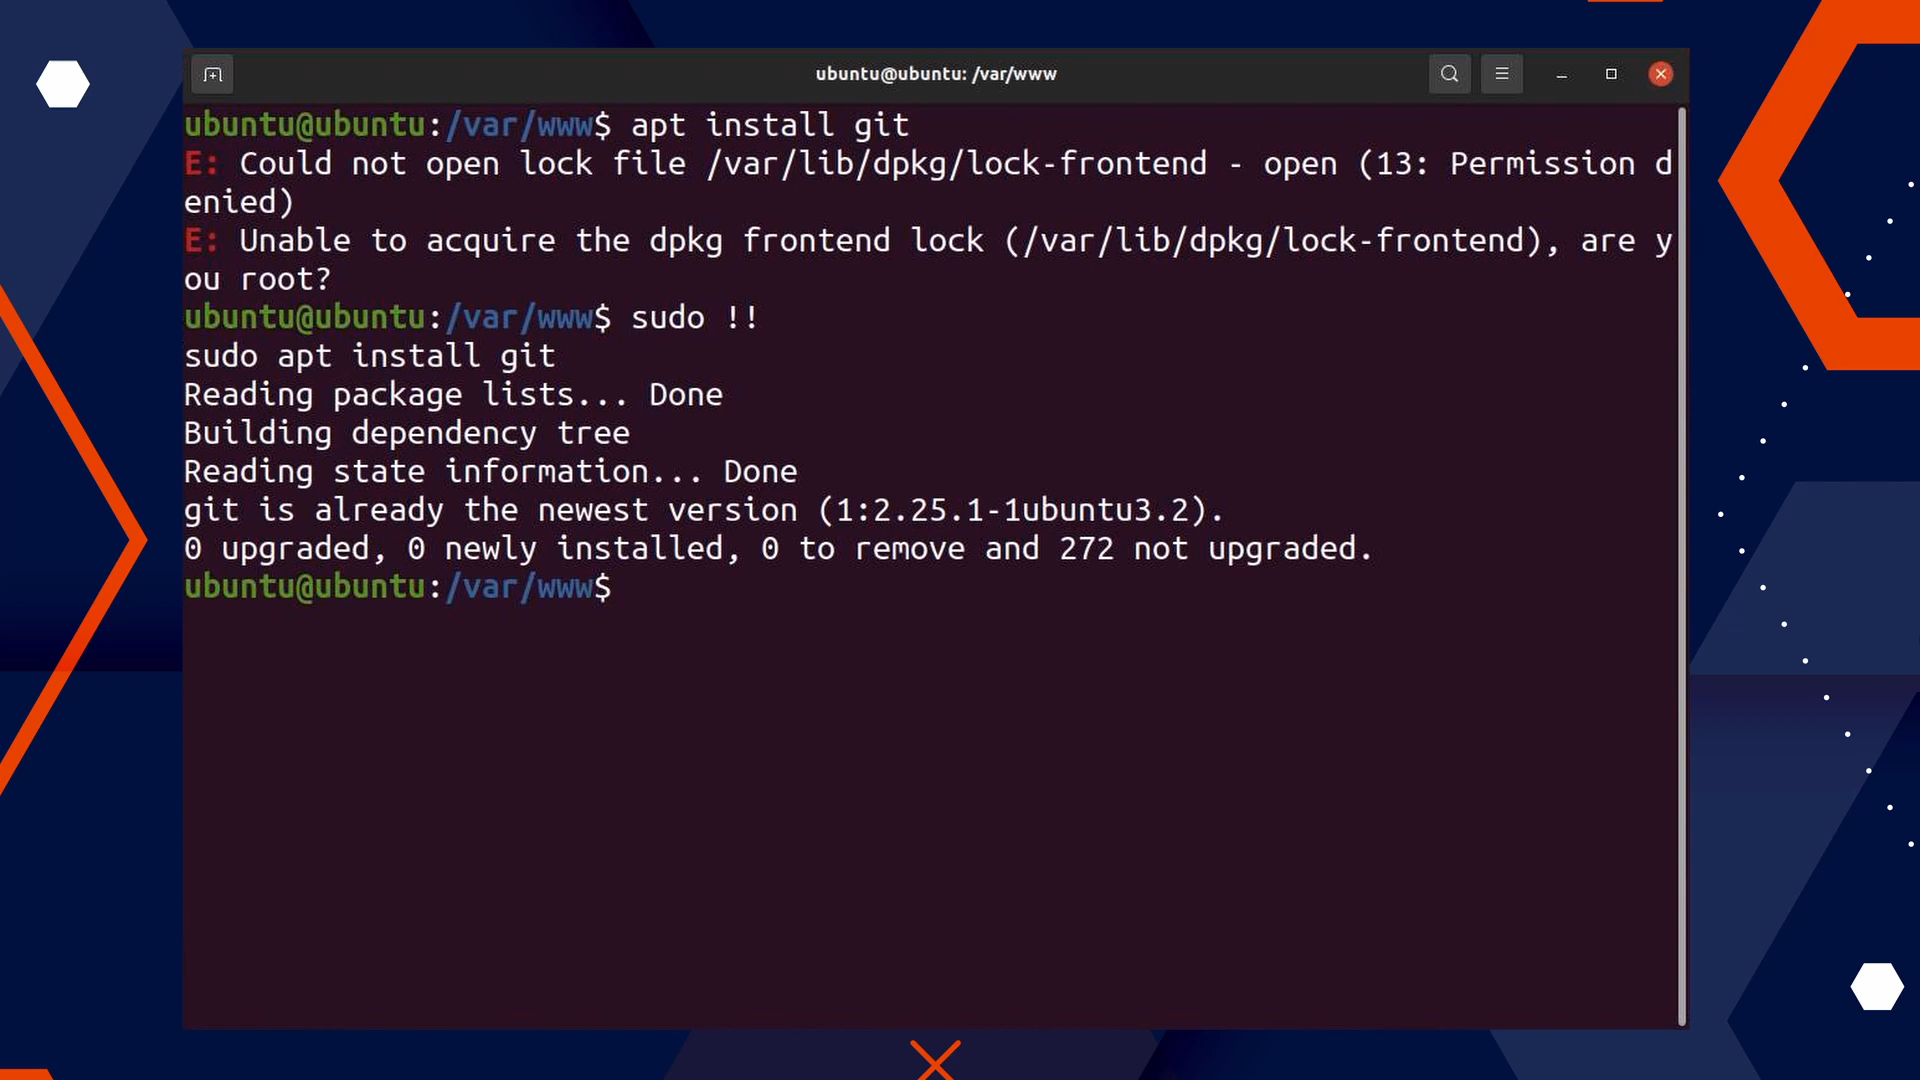 ubuntu@ubuntu: /var/www
ubuntu@ubuntu:/var/www$ apt install git
E: Could not open lock file /var/lib/dpkg/lock-frontend - open (13: Permission d
enied)
E: Unable to acquire the dpkg frontend lock (/var/lib/dpkg/lock-frontend), are y
ou root?
ubuntu@ubuntu:/var/www$ sudo !!
sudo apt install git
Reading package lists... Done
Building dependency tree
Reading state information... Done
git is already the newest version (1:2.25.1-1ubuntu3.2).
0 upgraded, 0 newly installed, 0 to remove and 272 not upgraded.
ubuntu@ubuntu:/var/www$